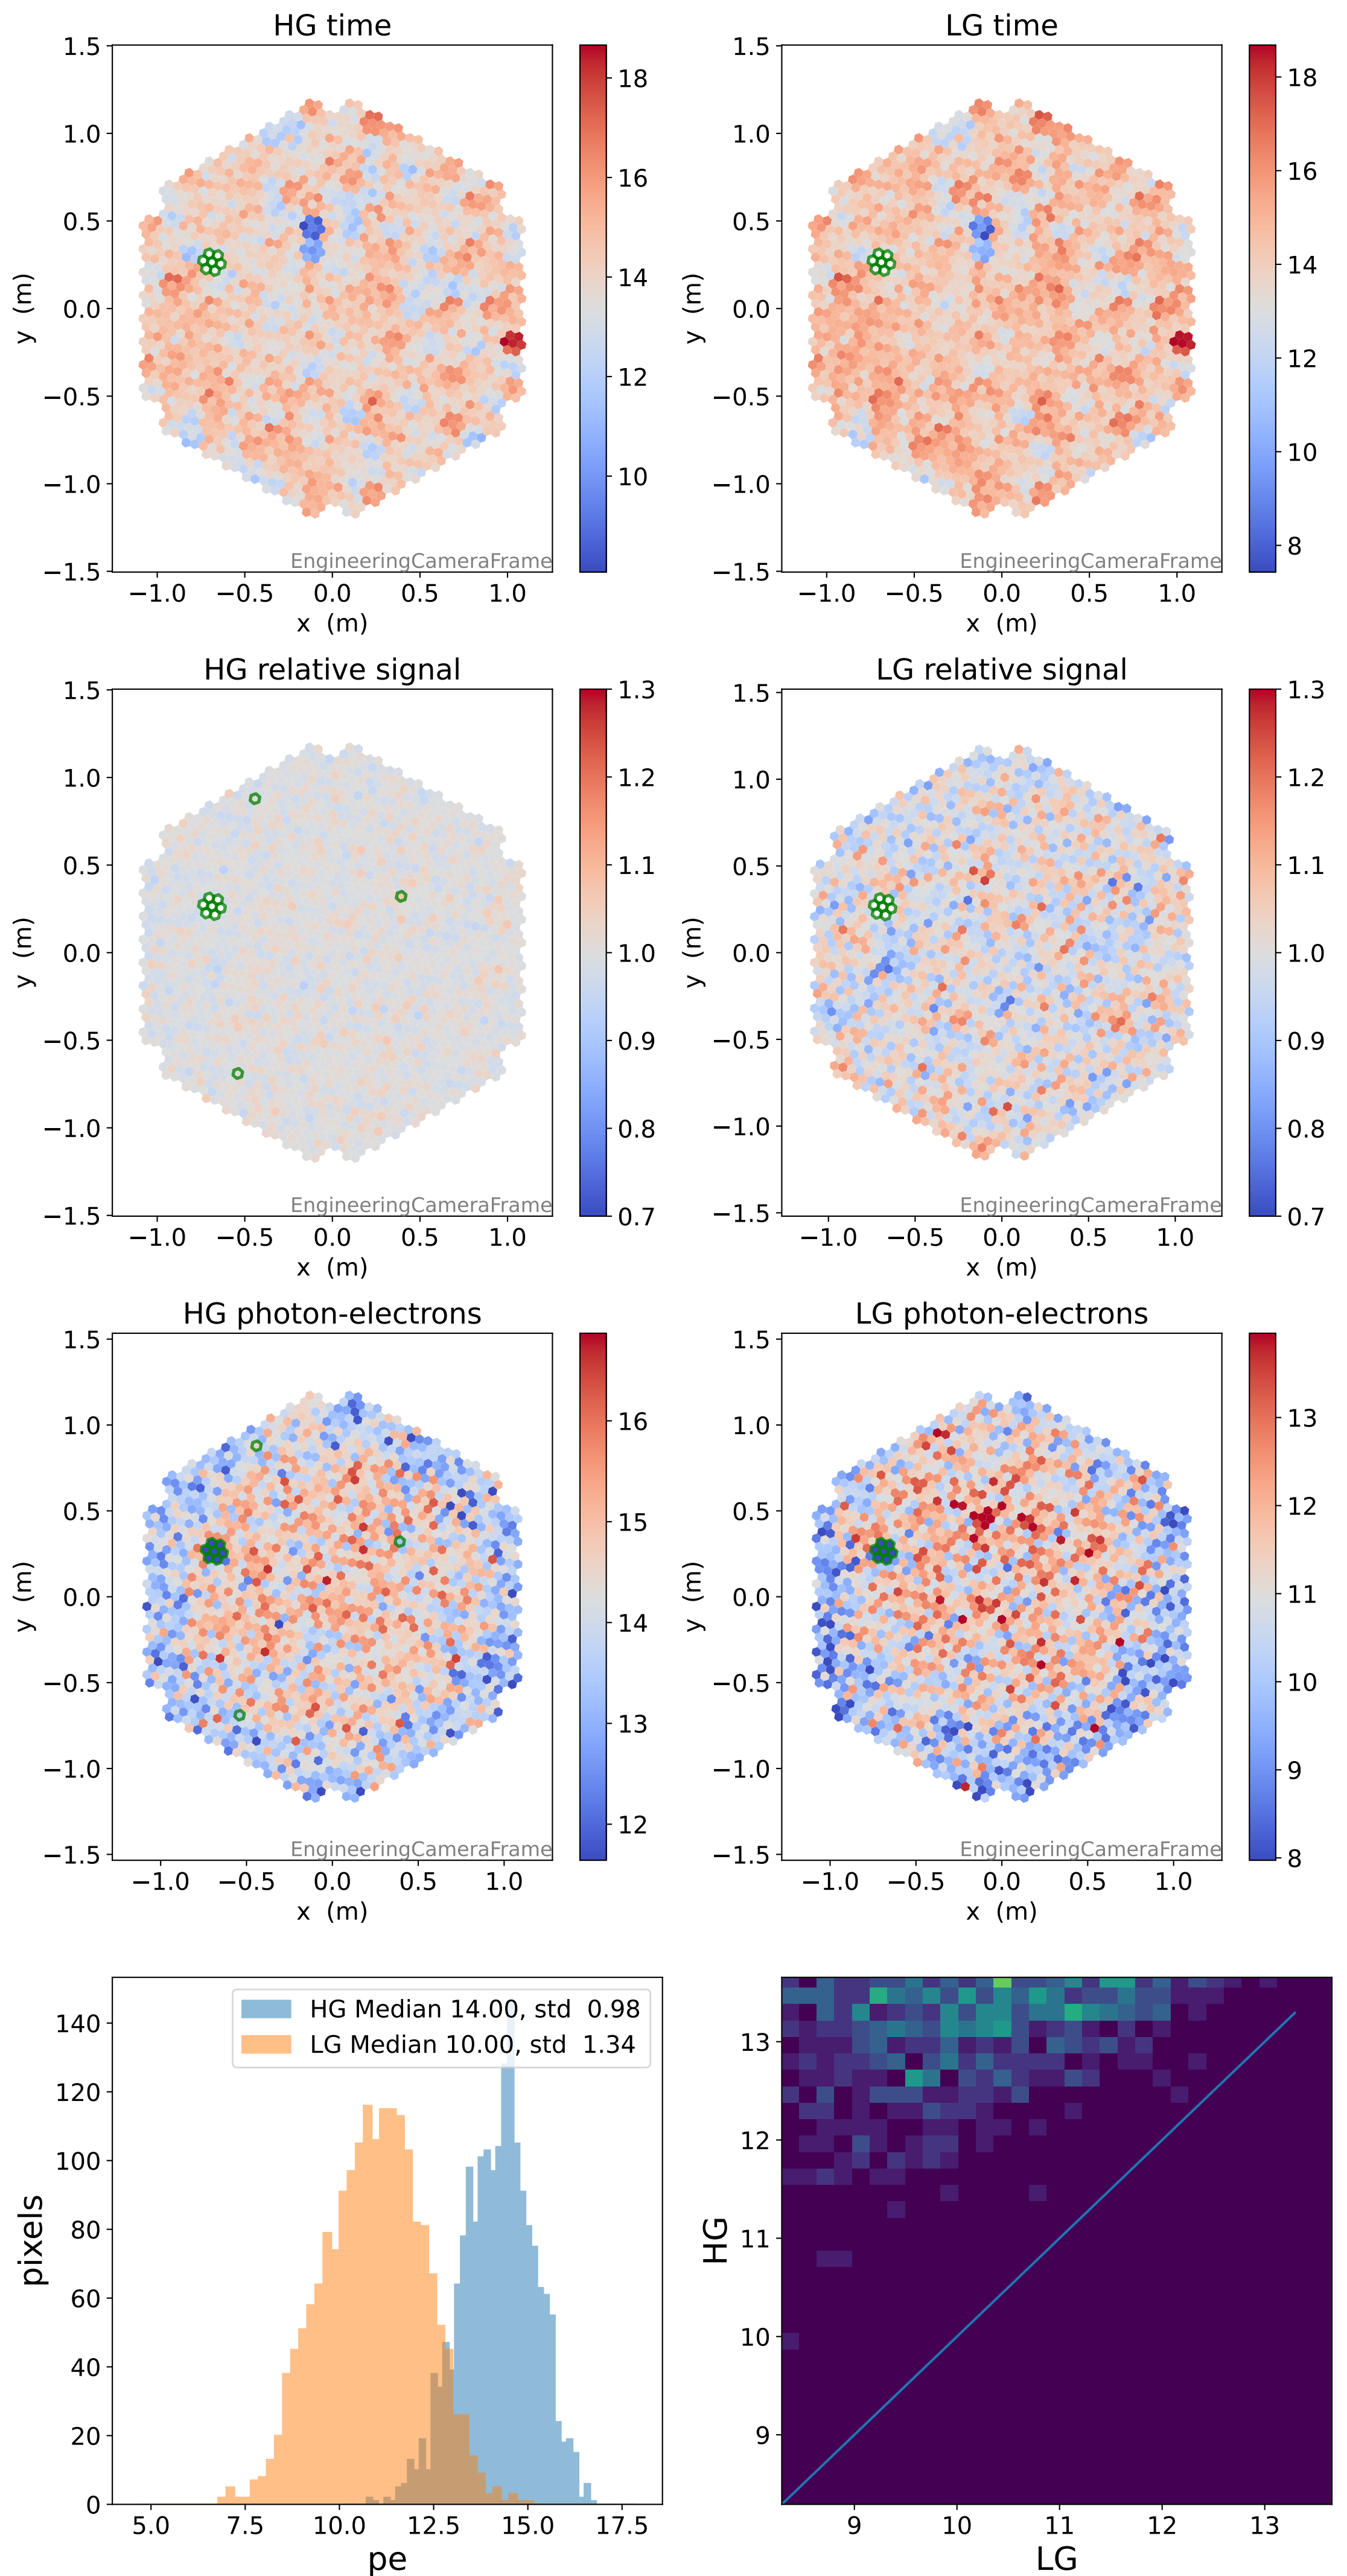 HG time
LG time
1.5
1.0
0.5
0.0
−0.5
−1.0
−1.5
y (m)
−1.0 −0.5 0.0 0.5 1.0
x (m)
EngineeringCameraFrame
18
16
14
12
10
1.5
1.0
0.5
0.0
−0.5
−1.0
−1.5
y (m)
−1.0 −0.5 0.0 0.5 1.0
x (m)
EngineeringCameraFrame
18
16
14
12
10
8
HG relative signal
LG relative signal
1.5
1.0
0.5
0.0
−0.5
−1.0
−1.5
y (m)
−1.0 −0.5 0.0 0.5 1.0
x (m)
EngineeringCameraFrame
1.3
1.2
1.1
1.0
0.9
0.8
0.7
1.5
1.0
0.5
0.0
−0.5
−1.0
−1.5
y (m)
−1.0 −0.5 0.0 0.5 1.0
x (m)
EngineeringCameraFrame
1.3
1.2
1.1
1.0
0.9
0.8
0.7
HG photon-electrons
LG photon-electrons
1.5
1.0
0.5
0.0
−0.5
−1.0
−1.5
y (m)
−1.0 −0.5 0.0 0.5 1.0
x (m)
EngineeringCameraFrame
16
15
14
13
12
1.5
1.0
0.5
0.0
−0.5
−1.0
−1.5
y (m)
−1.0 −0.5 0.0 0.5 1.0
x (m)
EngineeringCameraFrame
13
12
11
10
9
8
HG Median 14.00, std 0.98
LG Median 10.00, std 1.34
140
120
100
80
60
40
20
0
pixels
5.0 7.5 10.0 12.5 15.0 17.5
pe
13
12
11
10
9
HG
9 10 11 12 13
LG